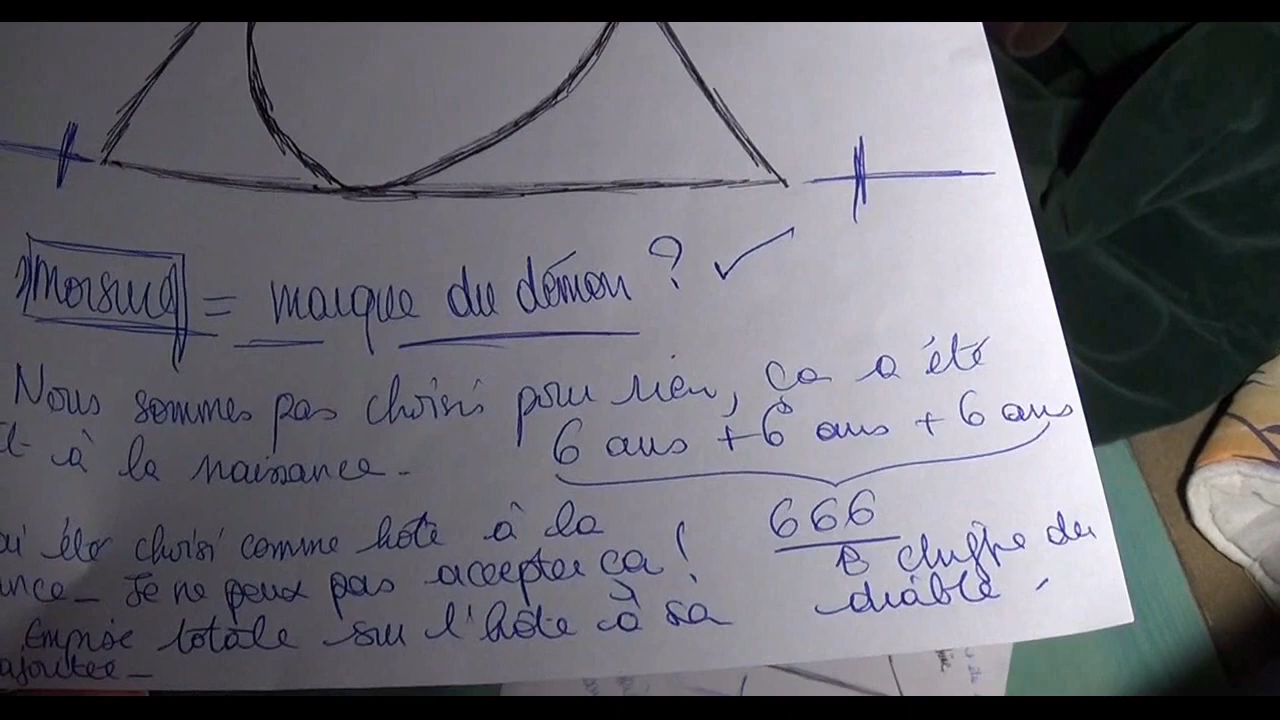 Morsure = marque du démon ? ✓
Nous sommes pas choisis pour rien, ça a été
à la naissance.
6 ans + 6 ans + 6 ans
666
été choisi comme hôte à la
Je ne peux pas accepter ça !
chiffre du
diable
Emprise totale sur l'hôte à sa